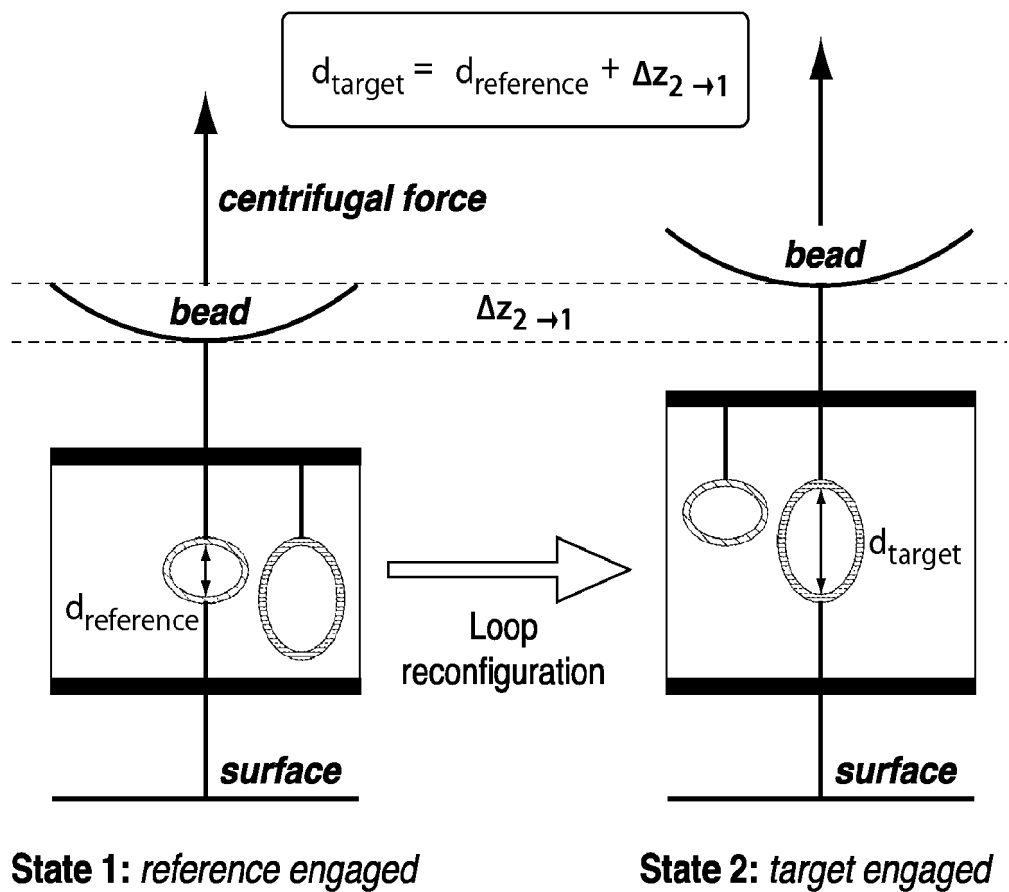 d_target = d_reference + Δz_2→1
centrifugal force
bead
bead
Δz_2→1
d_reference
d_target
Loop
reconfiguration
surface
surface
State 1: reference engaged
State 2: target engaged